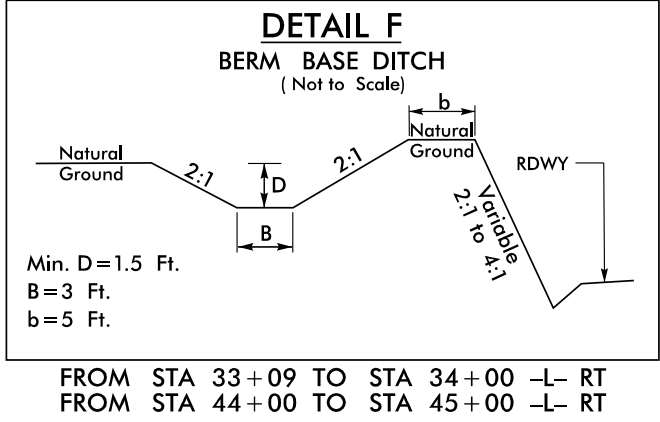 DETAIL F
BERM BASE DITCH
( Not to Scale)
b
Natural
Ground
Natural
Ground
2:1
D
2:1
RDWY
Variable
2:1 to 4:1
B
Min. D=1.5 Ft.
B=3 Ft.
b=5 Ft.
FROM STA 33+09 TO STA 34+00 -L- RT
FROM STA 44+00 TO STA 45+00 -L- RT